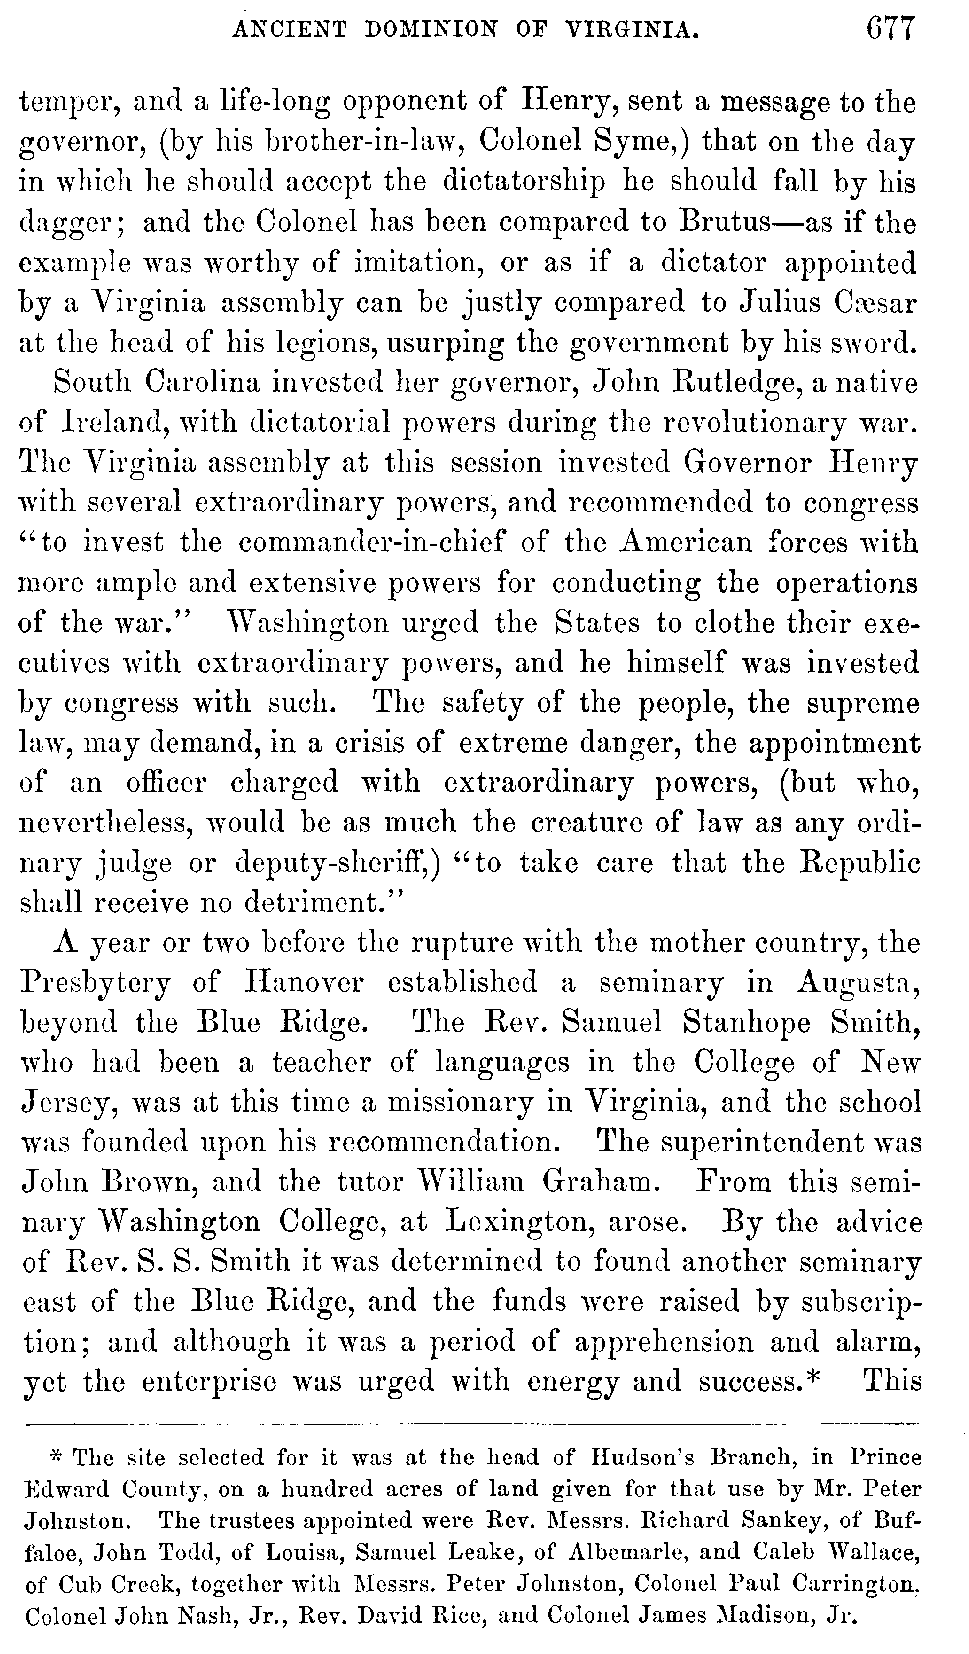 ANCIENT DOMINION OF VIRGINIA. 677
temper, and a life-long opponent of Henry, sent a message to the
governor, (by his brother-in-law, Colonel Syme,) that on the day
in which he should accept the dictatorship he should fall by his
dagger; and the Colonel has been compared to Brutus—as if the
example was worthy of imitation, or as if a dictator appointed
by a Virginia assembly can be justly compared to Julius Cæsar
at the head of his legions, usurping the government by his sword.
South Carolina invested her governor, John Rutledge, a native
of Ireland, with dictatorial powers during the revolutionary war.
The Virginia assembly at this session invested Governor Henry
with several extraordinary powers, and recommended to congress
“to invest the commander-in-chief of the American forces with
more ample and extensive powers for conducting the operations
of the war.” Washington urged the States to clothe their exe-
cutives with extraordinary powers, and he himself was invested
by congress with such. The safety of the people, the supreme
law, may demand, in a crisis of extreme danger, the appointment
of an officer charged with extraordinary powers, (but who,
nevertheless, would be as much the creature of law as any ordi-
nary judge or deputy-sheriff,) “to take care that the Republic
shall receive no detriment.”
A year or two before the rupture with the mother country, the
Presbytery of Hanover established a seminary in Augusta,
beyond the Blue Ridge. The Rev. Samuel Stanhope Smith,
who had been a teacher of languages in the College of New
Jersey, was at this time a missionary in Virginia, and the school
was founded upon his recommendation. The superintendent was
John Brown, and the tutor William Graham. From this semi-
nary Washington College, at Lexington, arose. By the advice
of Rev. S. S. Smith it was determined to found another seminary
east of the Blue Ridge, and the funds were raised by subscrip-
tion; and although it was a period of apprehension and alarm,
yet the enterprise was urged with energy and success.* This
* The site selected for it was at the head of Hudson's Branch, in Prince
Edward County, on a hundred acres of land given for that use by Mr. Peter
Johnston. The trustees appointed were Rev. Messrs. Richard Sankey, of Buf-
faloe, John Todd, of Louisa, Samuel Leake, of Albemarle, and Caleb Wallace,
of Cub Creek, together with Messrs. Peter Johnston, Colonel Paul Carrington,
Colonel John Nash, Jr., Rev. David Rice, and Colonel James Madison, Jr.